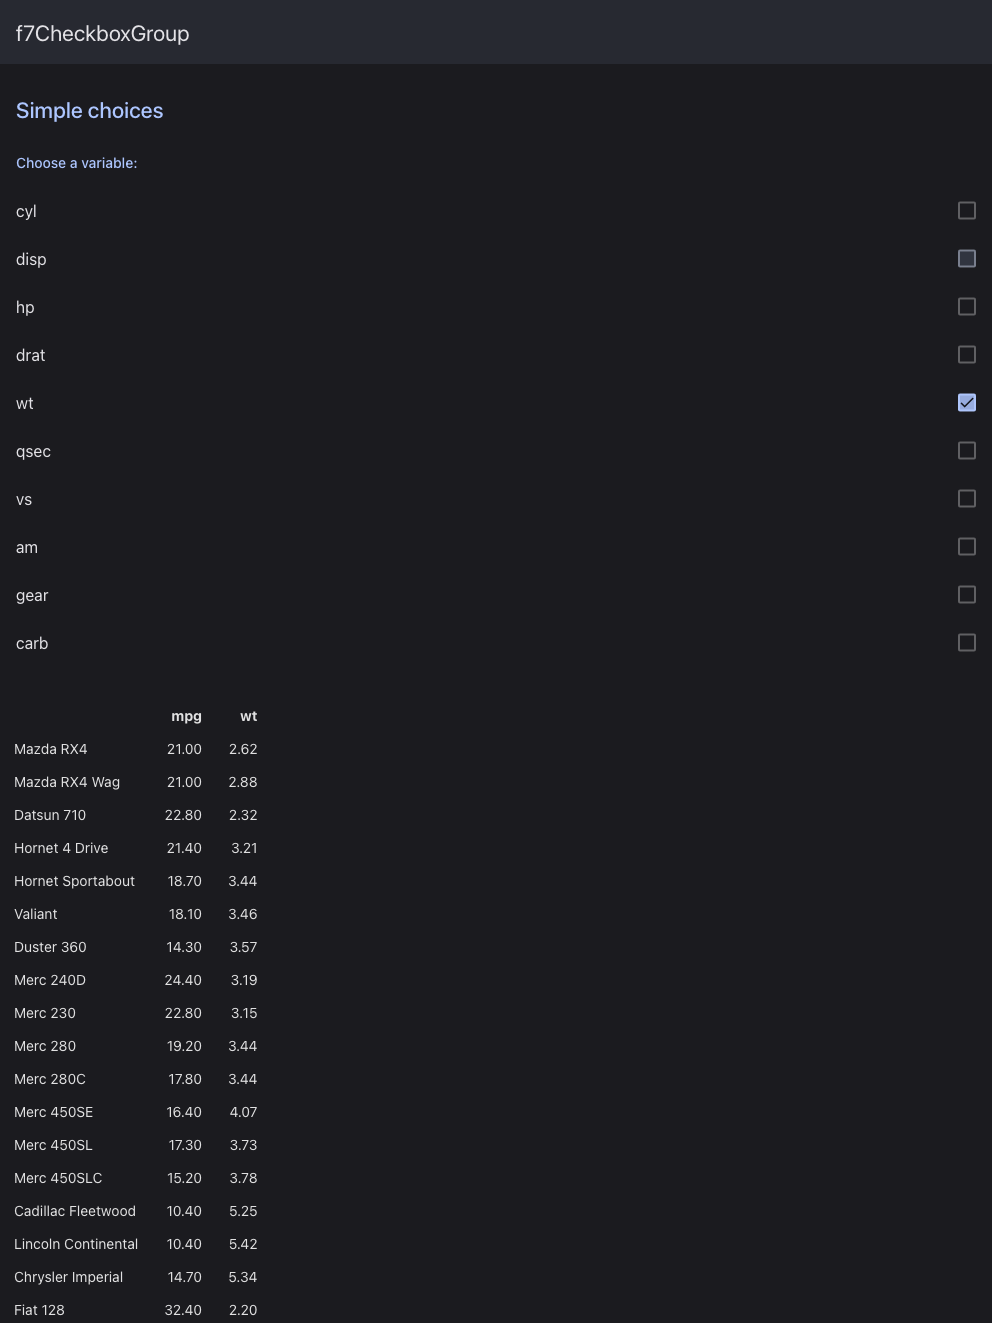 f7CheckboxGroup
Simple choices
Choose a variable:
cyl
disp
hp
drat
wt
qsec
vs
am
gear
carb
mpg wt
Mazda RX4 21.00 2.62
Mazda RX4 Wag 21.00 2.88
Datsun 710 22.80 2.32
Hornet 4 Drive 21.40 3.21
Hornet Sportabout 18.70 3.44
Valiant 18.10 3.46
Duster 360 14.30 3.57
Merc 240D 24.40 3.19
Merc 230 22.80 3.15
Merc 280 19.20 3.44
Merc 280C 17.80 3.44
Merc 450SE 16.40 4.07
Merc 450SL 17.30 3.73
Merc 450SLC 15.20 3.78
Cadillac Fleetwood 10.40 5.25
Lincoln Continental 10.40 5.42
Chrysler Imperial 14.70 5.34
Fiat 128 32.40 2.20